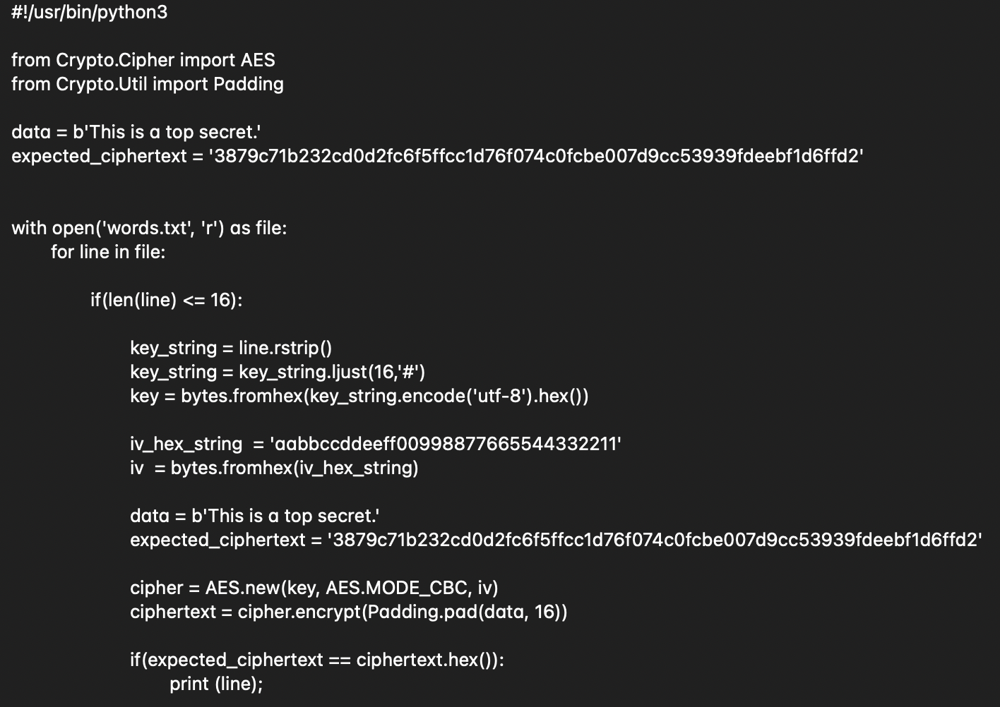 #!/usr/bin/python3
from Crypto.Cipher import AES
from Crypto.Util import Padding
data = b'This is a top secret.'
expected_ciphertext = '3879c71b232cd0d2fc6f5ffcc1d76f074c0fcbe007d9cc53939fdeebf1d6ffd2'
with open('words.txt', 'r') as file:
for line in file:
if(len(line) <= 16):
key_string = line.rstrip()
key_string = key_string.ljust(16,'#')
key = bytes.fromhex(key_string.encode('utf-8').hex())
iv_hex_string  = 'aabbccddeeff00998877665544332211'
iv  = bytes.fromhex(iv_hex_string)
data = b'This is a top secret.'
expected_ciphertext = '3879c71b232cd0d2fc6f5ffcc1d76f074c0fcbe007d9cc53939fdeebf1d6ffd2'
cipher = AES.new(key, AES.MODE_CBC, iv)
ciphertext = cipher.encrypt(Padding.pad(data, 16))
if(expected_ciphertext == ciphertext.hex()):
print (line);